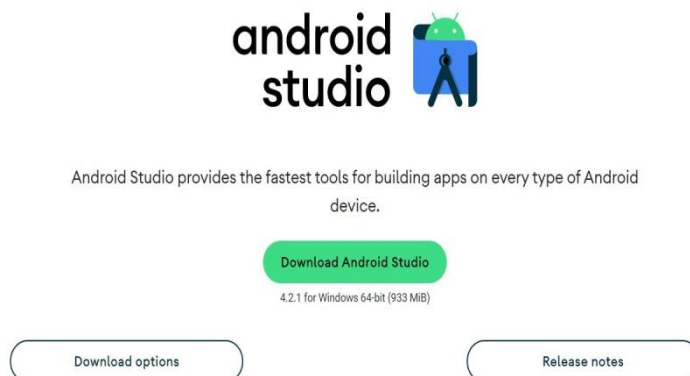 android
studio
Android Studio provides the fastest tools for building apps on every type of Android
device.
Download Android Studio
4.2.1 for Windows 64-bit (933 MiB)
Download options
Release notes